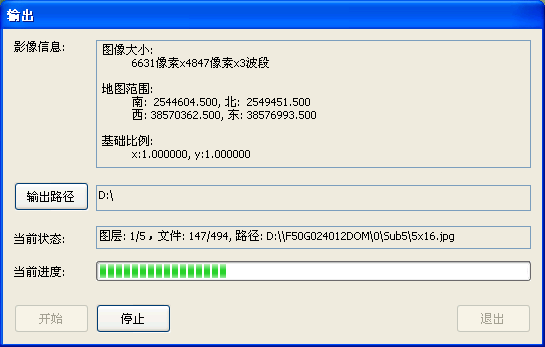 输出
影像信息:
图像大小:
6631像素x4847像素x3波段
地图范围:
南: 2544604.500, 北: 2549451.500
西: 38570362.500, 东: 38576993.500
基础比例:
x:1.000000, y:1.000000
输出路径
D:\
当前状态:
图层: 1/5 , 文件: 147/494, 路径: D:\\F50G024012DOM\0\Sub5\5x16.jpg
当前进度:
开始
停止
退出